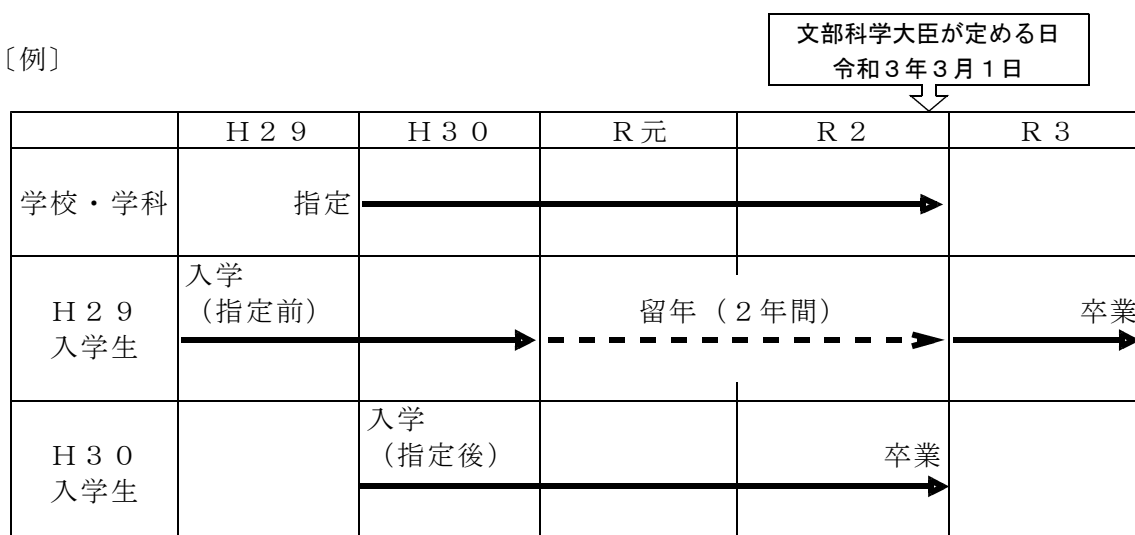 文部科学大臣が定める日
令和3年3月1日
〔例〕
H29 H30 R元 R2 R3
学校・学科 指定
H29
入学生
入学
(指定前)
留年(2年間)
卒業
H30
入学生
入学
(指定後)
卒業